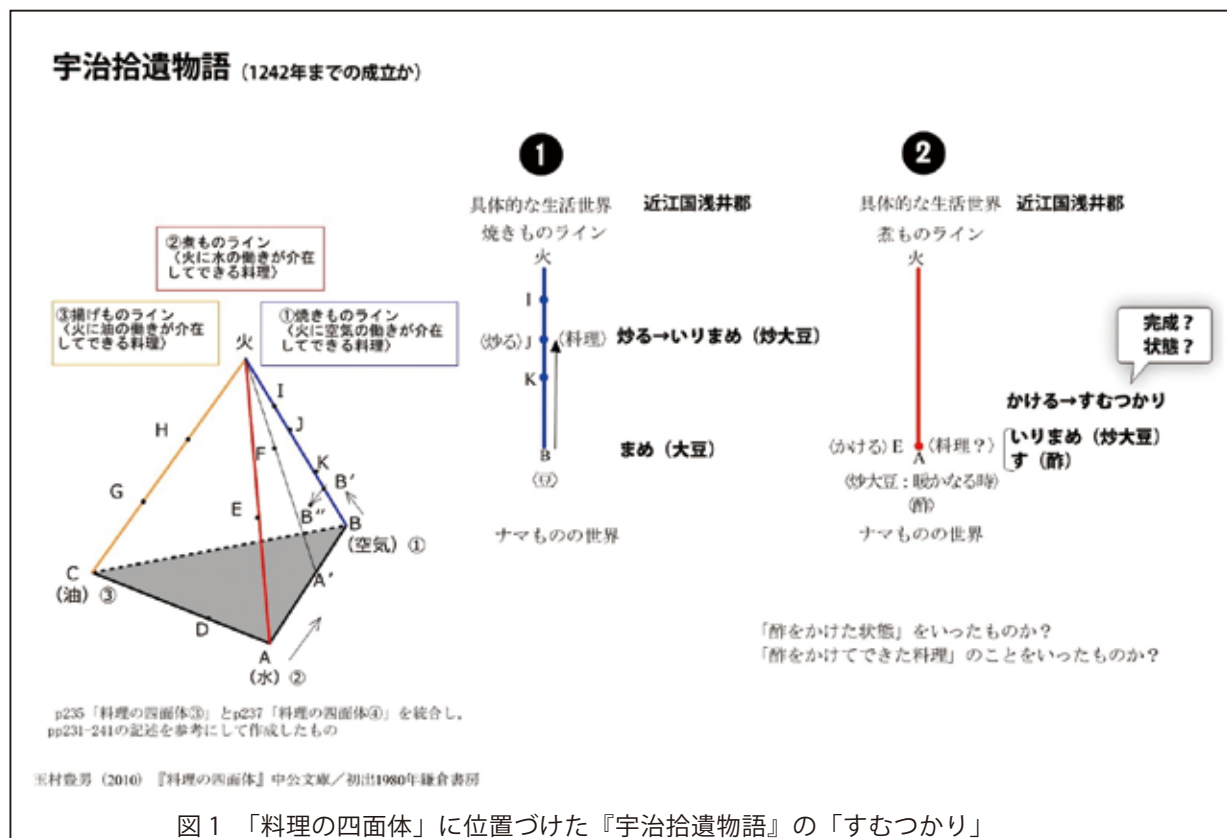 宇治拾遺物語（1242年までの成立か）
②煮ものライン
〈火に水の働きが介在
してできる料理〉
③揚げものライン
〈火に油の働きが介在
してできる料理〉
①焼きものライン
〈火に空気の働きが介在
してできる料理〉
火
I
J
H
F
K
G
B′
E
B″
B
（空気）①
C
（油）③
A′
D
A
（水）②
p235「料理の四面体③」とp237「料理の四面体④」を統合し、
pp231-241の記述を参考にして作成したもの
玉村豊男（2010）『料理の四面体』中公文庫／初出1980年鎌倉書房
1
具体的な生活世界 近江国浅井郡
焼きものライン
火
I
〈炒る〉J （料理） 炒る→いりまめ（炒大豆）
K
B まめ（大豆）
〈豆〉
ナマものの世界
2
具体的な生活世界 近江国浅井郡
煮ものライン
火
完成？
状態？
かける→すむつかり
〈かける〉E （料理？） いりまめ（炒大豆）
A す（酢）
〈炒大豆：暖かなる時〉
〈酢〉
ナマものの世界
「酢をかけた状態」をいったものか？
「酢をかけてできた料理」のことをいったものか？
図1 「料理の四面体」に位置づけた『宇治拾遺物語』の「すむつかり」